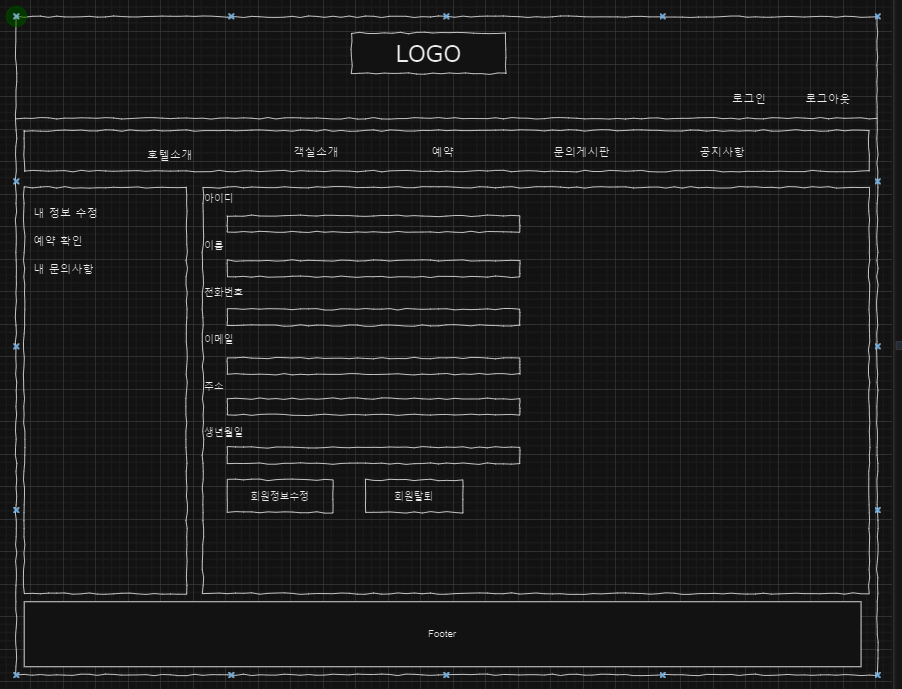 LOGO
로그인 로그아웃
호텔소개 객실소개 예약 문의게시판 공지사항
내 정보 수정
예약 확인
내 문의사항
아이디
이름
전화번호
이메일
주소
생년월일
회원정보수정 회원탈퇴
Footer